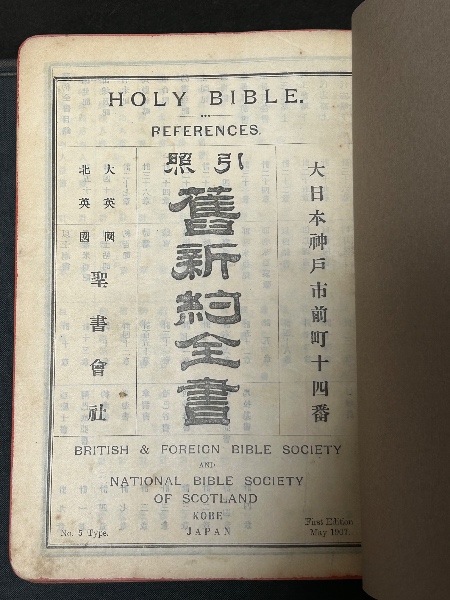 HOLY BIBLE.
REFERENCES.
大日本神戸市前町十四番
引照
舊新約全書
大英國
北英國
聖書會社
BRITISH & FOREIGN BIBLE SOCIETY
AND
NATIONAL BIBLE SOCIETY
OF SCOTLAND
KOBE
JAPAN
No. 5 Type.
First Edition
May 1907.